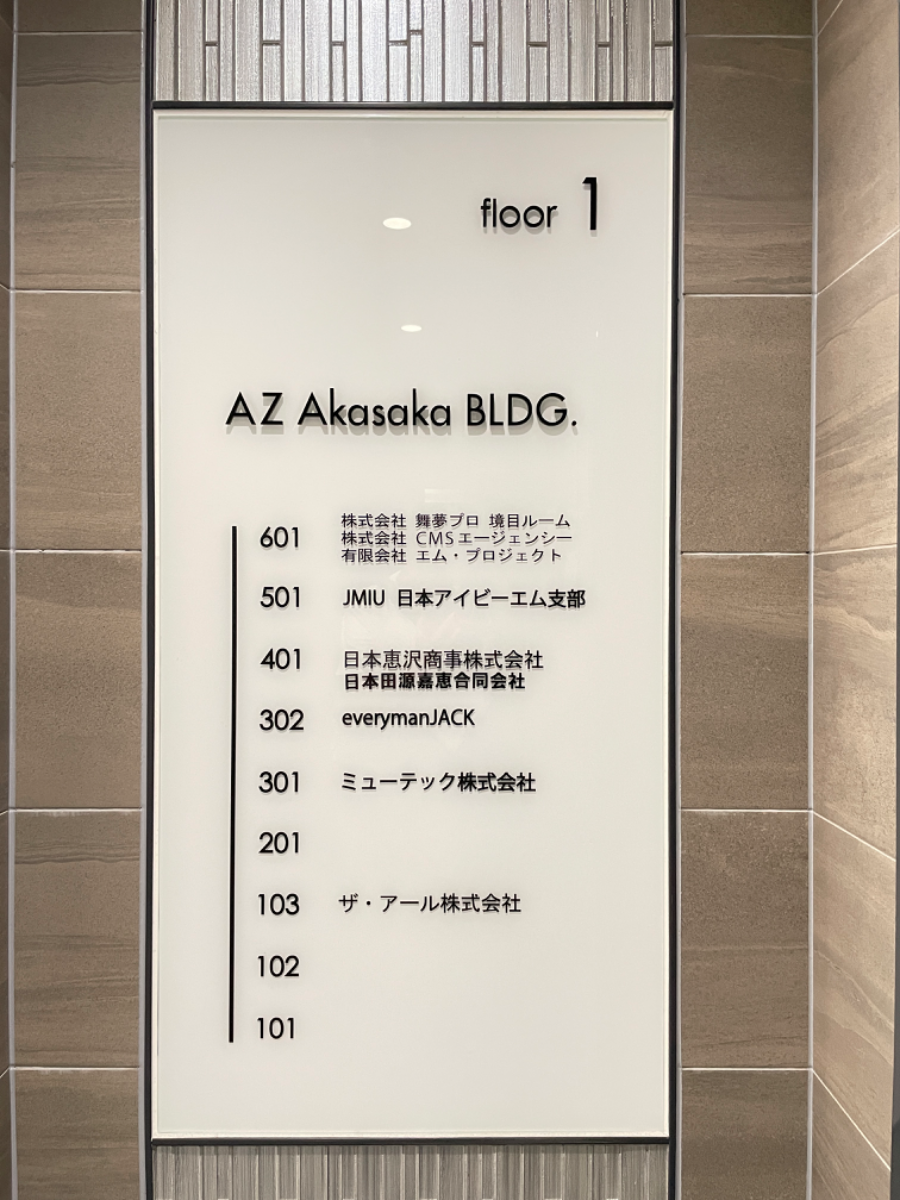 floor 1
AZ Akasaka BLDG.
601 株式会社 舞夢プロ 境目ルーム
株式会社 CMSエージェンシー
有限会社 エム・プロジェクト
501 JMIU 日本アイビーエム支部
401 日本恵沢商事株式会社
日本田源嘉恵合同会社
302 everymanJACK
301 ミューテック株式会社
201
103 ザ・アール株式会社
102
101